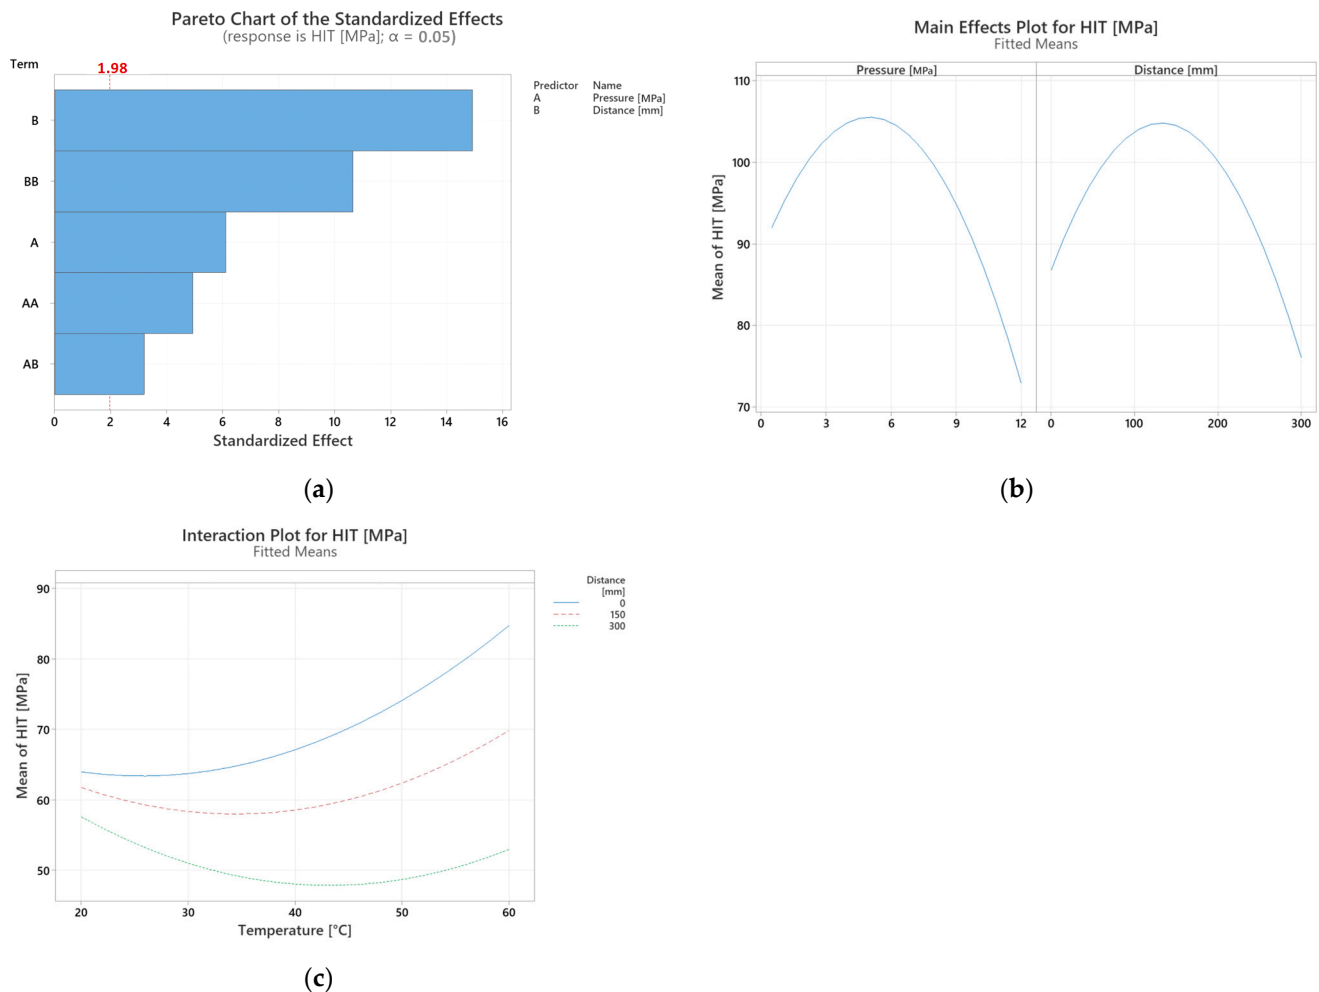 Pareto Chart of the Standardized Effects
(response is HIT [MPa]; α = 0.05)
Term
1.98
B
BB
A
AA
AB
0 2 4 6 8 10 12 14 16
Standardized Effect
Predictor Name
A Pressure [MPa]
B Distance [mm]
(a)
Main Effects Plot for HIT [MPa]
Fitted Means
Pressure [MPa] Distance [mm]
Mean of HIT [MPa]
110
100
90
80
70
0 3 6 9 12 0 100 200 300
(b)
Interaction Plot for HIT [MPa]
Fitted Means
Mean of HIT [MPa]
90
80
70
60
50
20 30 40 50 60
Temperature [°C]
Distance
[mm]
0
150
300
(c)